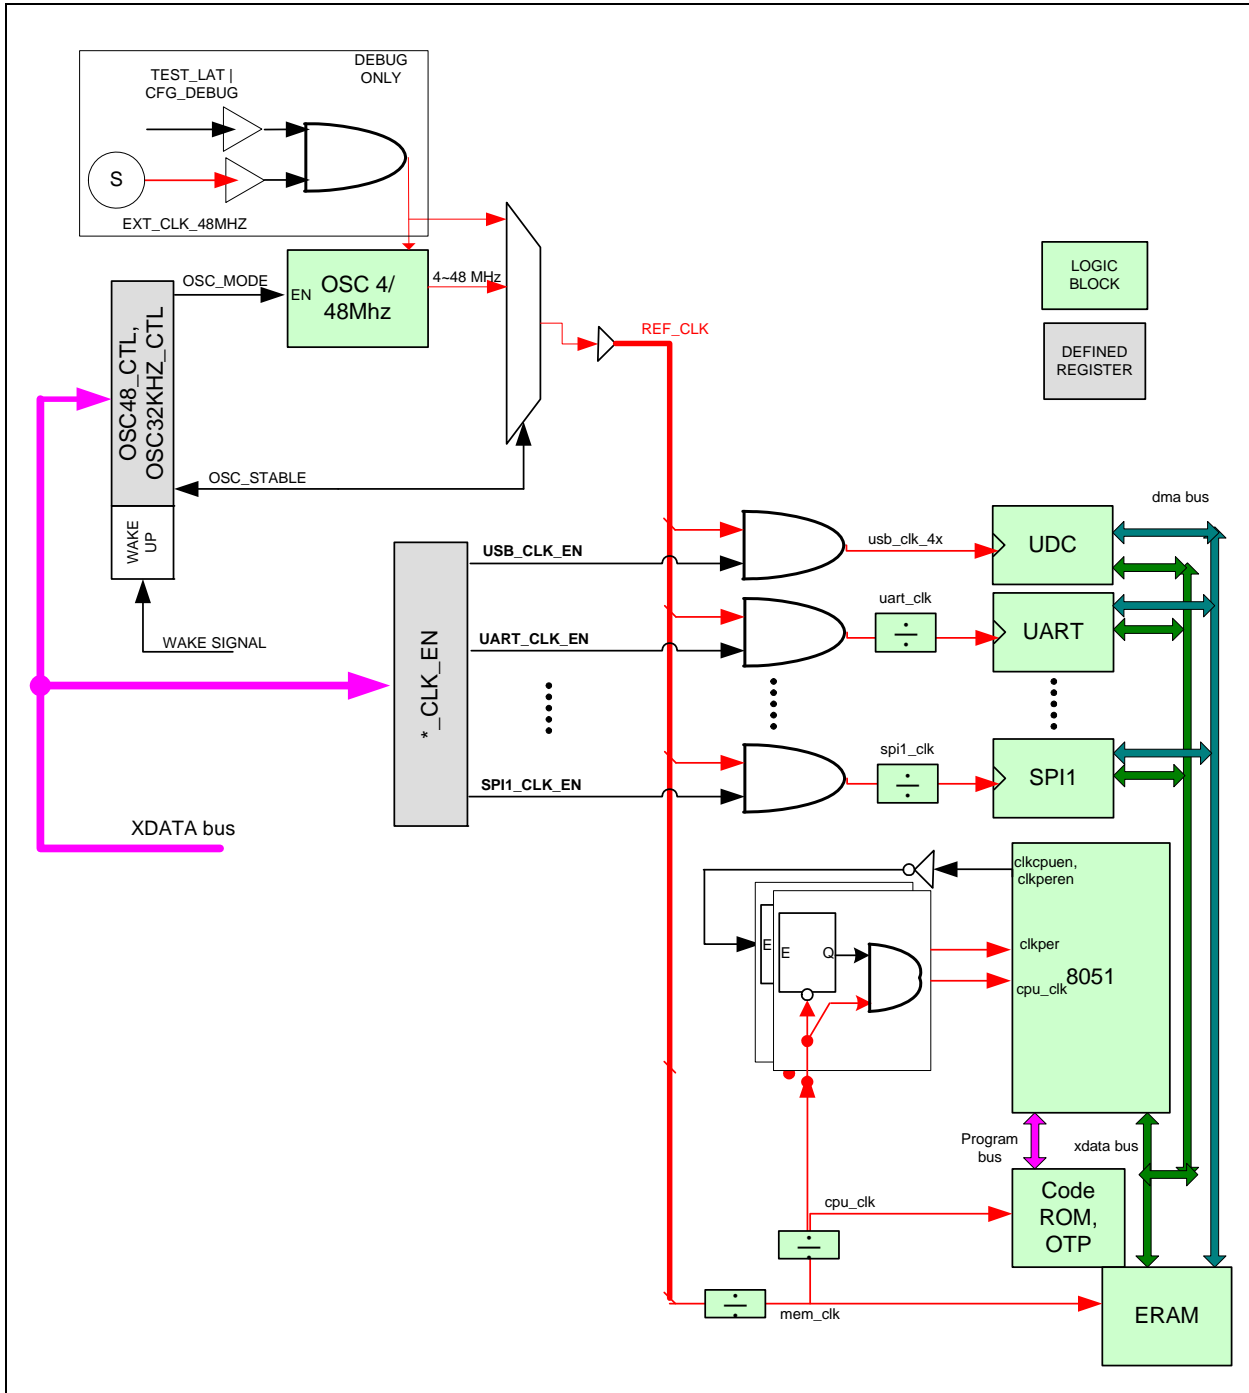 DEBUG
ONLY
TEST_LAT |
CFG_DEBUG
S
EXT_CLK_48MHZ
OSC_MODE
EN
OSC 4/
48Mhz
4~48 MHz
OSC48_CTL,
OSC32KHZ_CTL
REF_CLK
LOGIC
BLOCK
DEFINED
REGISTER
OSC_STABLE
WAKE
UP
WAKE SIGNAL
*_CLK_EN
USB_CLK_EN
UART_CLK_EN
SPI1_CLK_EN
XDATA bus
usb_clk_4x
UDC
dma bus
uart_clk
÷
UART
spi1_clk
÷
SPI1
clkcpuen,
clkperen
E
E
Q
clkper
cpu_clk
8051
Program
bus
xdata bus
cpu_clk
÷
Code
ROM,
OTP
÷
mem_clk
ERAM